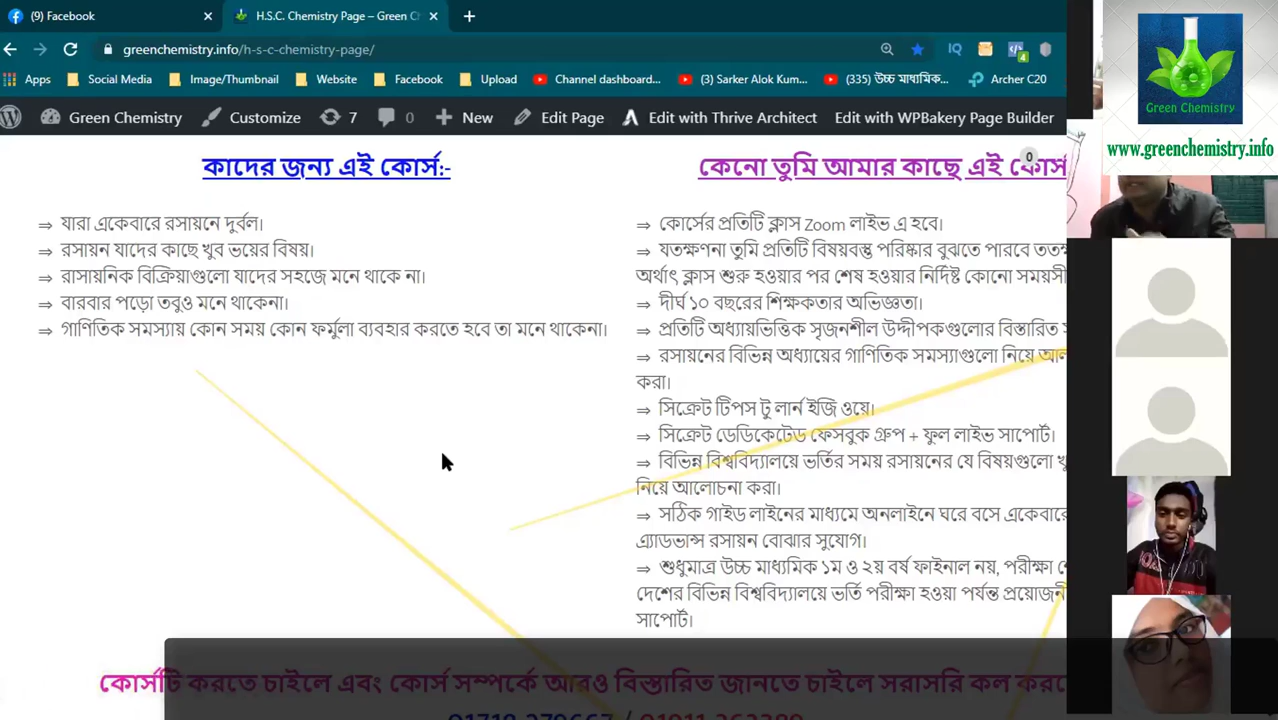 (9) Facebook
H.S.C. Chemistry Page – Green C
greenchemistry.info/h-s-c-chemistry-page/
Apps
Social Media
Image/Thumbnail
Website
Facebook
Upload
Channel dashboard...
(3) Sarker Alok Kum...
(335) উচ্চ মাধ্যমিক...
Archer C20
Green Chemistry
Customize
7
0
New
Edit Page
Edit with Thrive Architect
Edit with WPBakery Page Builder
Green Chemistry
www.greenchemistry.info
0
কাদের জন্য এই কোর্স:-
⇒ যারা একেবারে রসায়নে দুর্বল।
⇒ রসায়ন যাদের কাছে খুব ভয়ের বিষয়।
⇒ রাসায়নিক বিক্রিয়াগুলো যাদের সহজে মনে থাকে না।
⇒ বারবার পড়ো তবুও মনে থাকেনা।
⇒ গাণিতিক সমস্যায় কোন সময় কোন ফর্মুলা ব্যবহার করতে হবে তা মনে থাকেনা।
কেনো তুমি আমার কাছে এই কোর্স
⇒ কোর্সের প্রতিটি ক্লাস Zoom লাইভ এ হবে।
⇒ যতক্ষণনা তুমি প্রতিটি বিষয়বস্তু পরিষ্কার বুঝতে পারবে
অর্থাৎ ক্লাস শুরু হওয়ার পর শেষ হওয়ার নির্দিষ্ট কোনো
⇒ দীর্ঘ ১০ বছরের শিক্ষকতার অভিজ্ঞতা।
⇒ প্রতিটি অধ্যায়ভিত্তিক সৃজনশীল উদ্দীপকগুলোর বিস্তারিত
⇒ রসায়নের বিভিন্ন অধ্যায়ের গাণিতিক সমস্যাগুলো নিয়ে
করা।
⇒ সিক্রেট টিপস টু লার্ন ইজি ওয়ে।
⇒ সিক্রেট ডেডিকেটেড ফেসবুক গ্রুপ + ফুল লাইভ সাপোর্ট।
⇒ বিভিন্ন বিশ্ববিদ্যালয়ে ভর্তির সময় রসায়নের যে বিষয়গুলো
নিয়ে আলোচনা করা।
⇒ সঠিক গাইড লাইনের মাধ্যমে অনলাইনে ঘরে বসে একেবারে
এ্যাডভান্স রসায়ন বোঝার সুযোগ।
⇒ শুধুমাত্র উচ্চ মাধ্যমিক ১ম ও ২য় বর্ষ ফাইনাল নয়, পরীক্ষা
দেশের বিভিন্ন বিশ্ববিদ্যালয়ে ভর্তি পরীক্ষা হওয়া পর্যন্ত
সাপোর্ট।
কোর্সটি করতে চাইলে এবং কোর্স সম্পর্কে আরও বিস্তারিত জানতে চাইলে সরাসরি কল